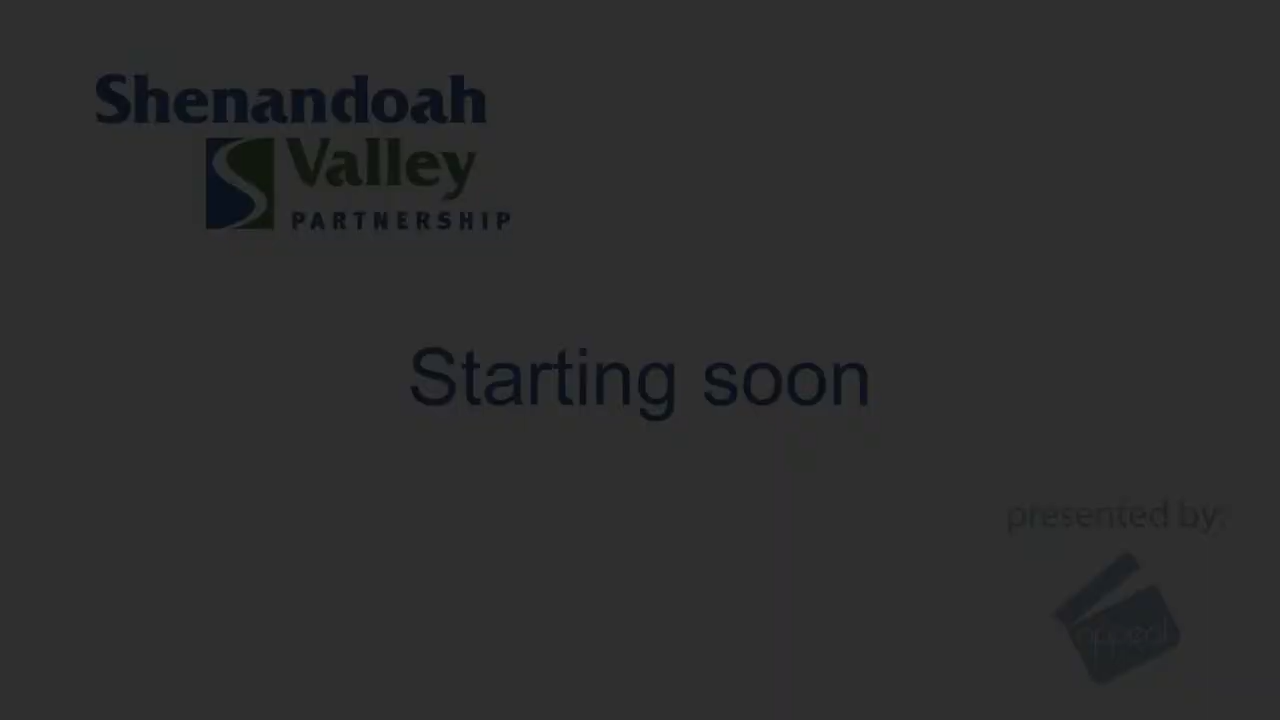 Shenandoah
Valley
PARTNERSHIP
Starting soon
presented by: